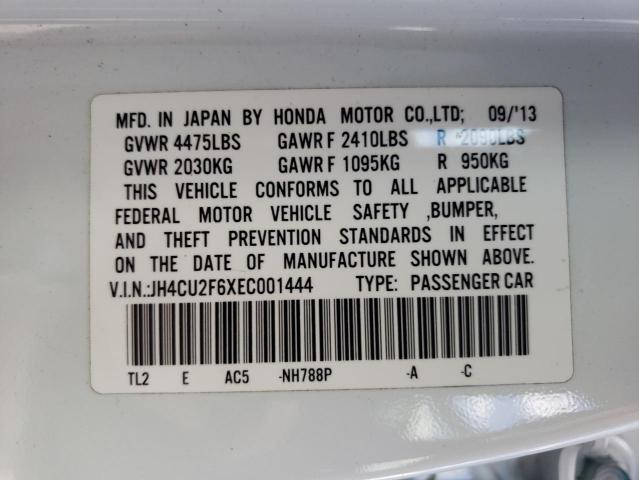 MFD. IN JAPAN BY HONDA MOTOR CO.,LTD; 09/'13
GVWR 4475LBS GAWR F 2410LBS R 2090LBS
GVWR 2030KG GAWR F 1095KG R 950KG
THIS VEHICLE CONFORMS TO ALL APPLICABLE
FEDERAL MOTOR VEHICLE SAFETY ,BUMPER,
AND THEFT PREVENTION STANDARDS IN EFFECT
ON THE DATE OF MANUFACTURE SHOWN ABOVE.
V.I.N.:JH4CU2F6XEC001444 TYPE: PASSENGER CAR
TL2 E AC5 -NH788P -A -C